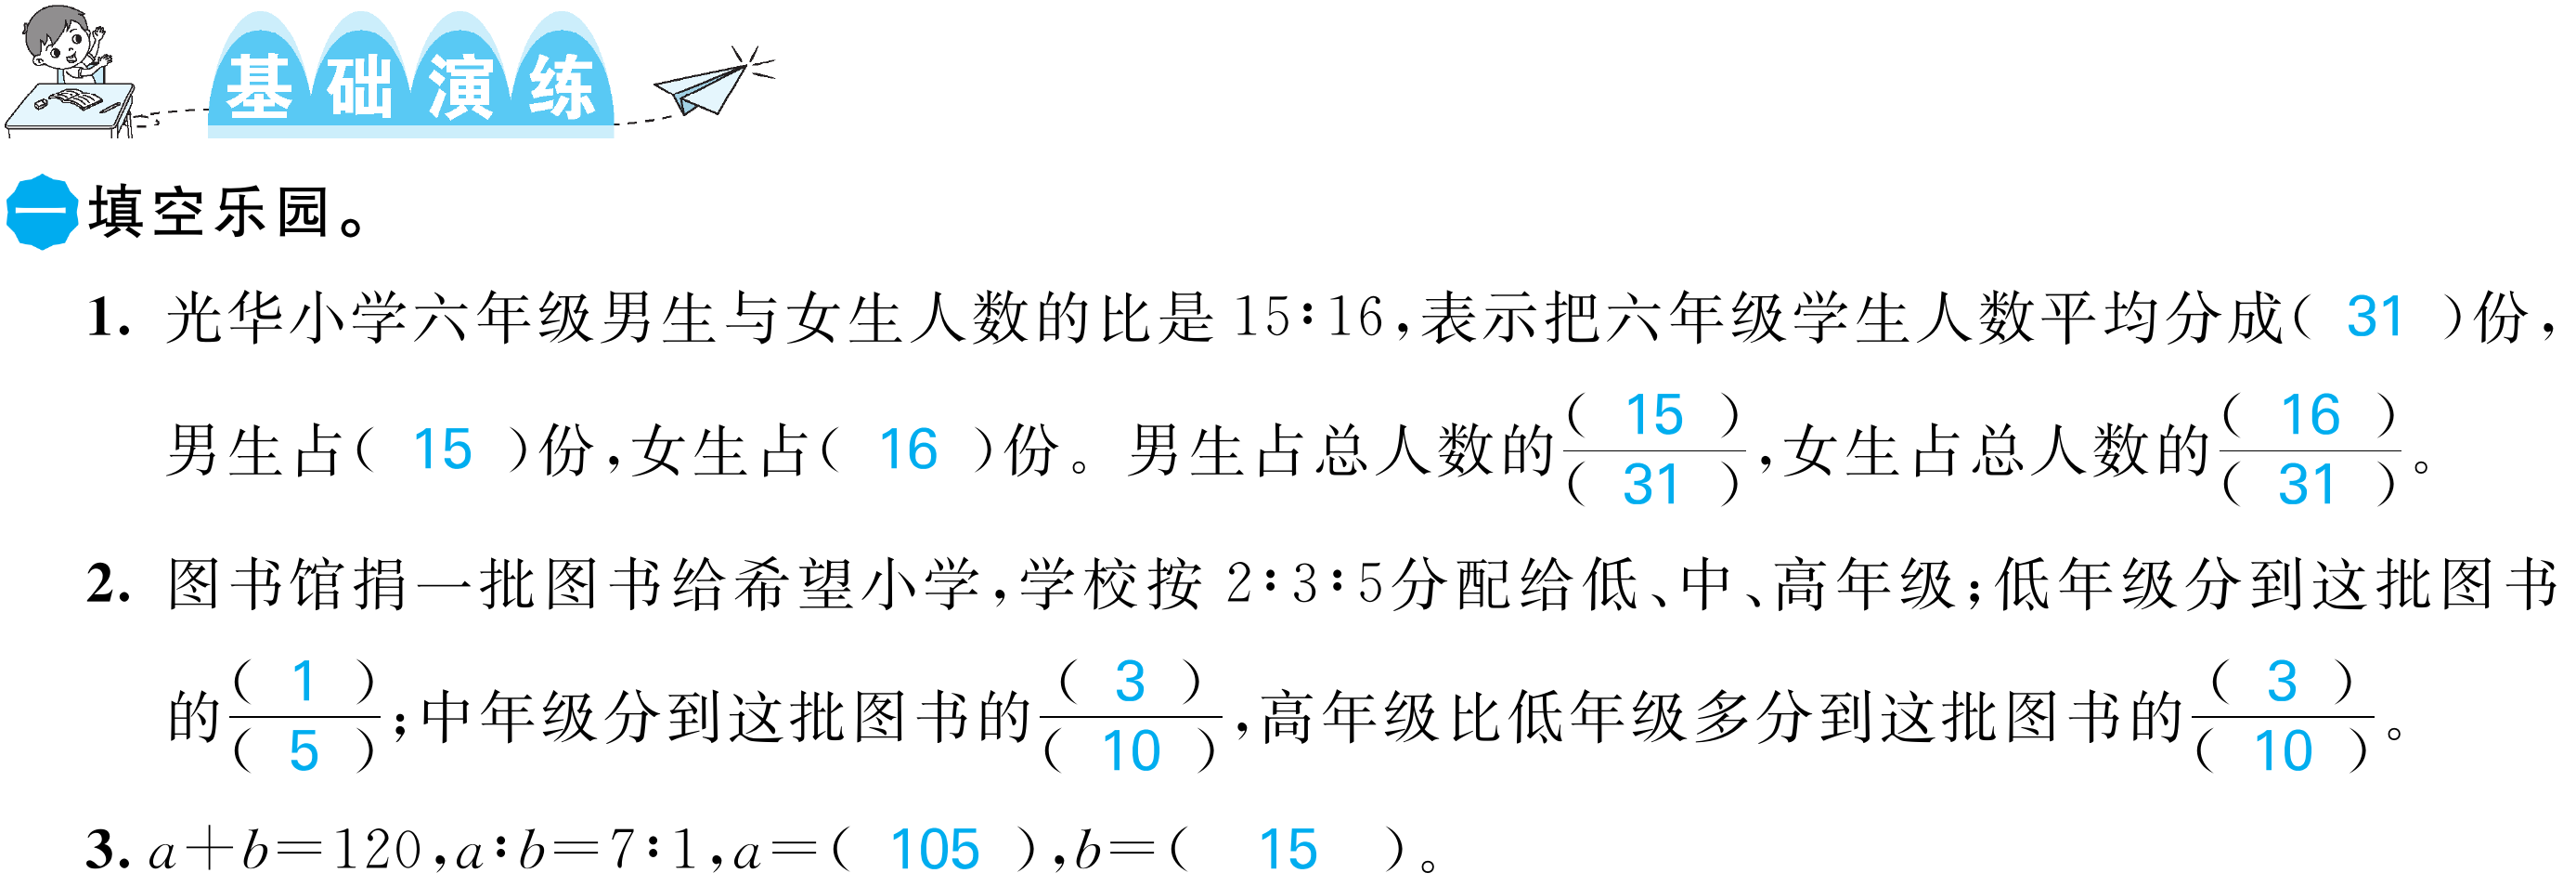 基础演练
一填空乐园。
1. 光华小学六年级男生与女生人数的比是15∶16,表示把六年级学生人数平均分成( 31 )份,
男生占( 15 )份,女生占( 16 )份。男生占总人数的( 15 )/( 31 ),女生占总人数的( 16 )/( 31 )。
2. 图书馆捐一批图书给希望小学,学校按 2∶3∶5分配给低、中、高年级;低年级分到这批图书
的( 1 )/( 5 );中年级分到这批图书的( 3 )/( 10 ),高年级比低年级多分到这批图书的( 3 )/( 10 )。
3. a+b=120,a∶b=7∶1,a=( 105 ),b=( 15 )。